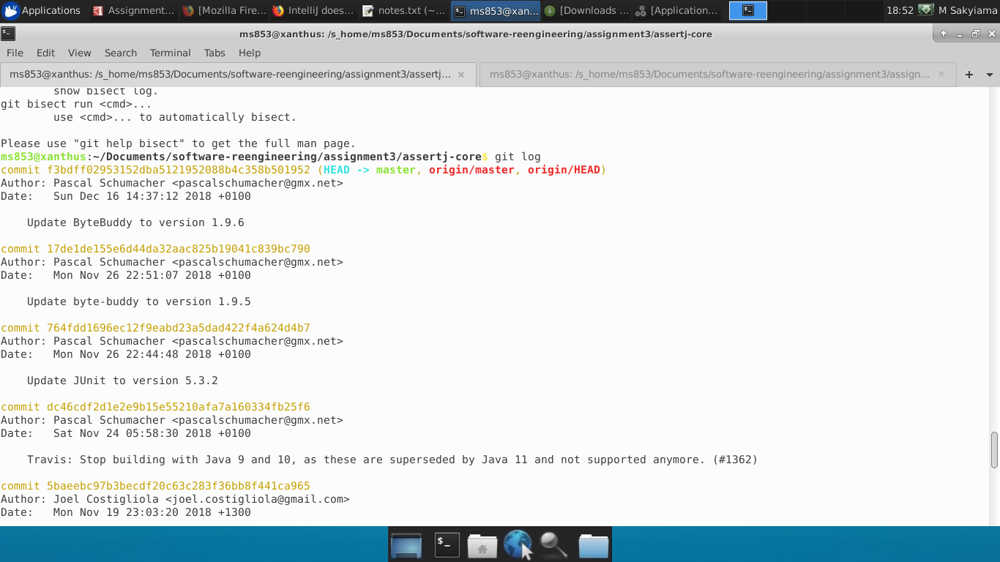 Applications
Assignment...
[Mozilla Fire...
IntelliJ does...
notes.txt (~...
ms853@xan...
[Downloads ...
[Application...
18:52
M Sakyiama
ms853@xanthus: /s_home/ms853/Documents/software-reengineering/assignment3/assertj-core
File Edit View Search Terminal Tabs Help
ms853@xanthus: /s_home/ms853/Documents/software-reengineering/assignment3/assertj...
ms853@xanthus: /s_home/ms853/Documents/software-reengineering/assignment3/assign...
show bisect log.
git bisect run <cmd>...
use <cmd>... to automatically bisect.
Please use "git help bisect" to get the full man page.
ms853@xanthus:~/Documents/software-reengineering/assignment3/assertj-core$ git log
commit f3bdff02953152dba5121952088b4c358b501952 (HEAD -> master, origin/master, origin/HEAD)
Author: Pascal Schumacher <pascalschumacher@gmx.net>
Date:   Sun Dec 16 14:37:12 2018 +0100
Update ByteBuddy to version 1.9.6
commit 17de1de155e6d44da32aac825b19041c839bc790
Author: Pascal Schumacher <pascalschumacher@gmx.net>
Date:   Mon Nov 26 22:51:07 2018 +0100
Update byte-buddy to version 1.9.5
commit 764fdd1696ec12f9eabd23a5dad422f4a624d4b7
Author: Pascal Schumacher <pascalschumacher@gmx.net>
Date:   Mon Nov 26 22:44:48 2018 +0100
Update JUnit to version 5.3.2
commit dc46cdf2d1e2e9b15e55210afa7a160334fb25f6
Author: Pascal Schumacher <pascalschumacher@gmx.net>
Date:   Sat Nov 24 05:58:30 2018 +0100
Travis: Stop building with Java 9 and 10, as these are superseded by Java 11 and not supported anymore. (#1362)
commit 5baeebc97b3becdf20c63c283f36bb8f441ca965
Author: Joel Costigliola <joel.costigliola@gmail.com>
Date:   Mon Nov 19 23:03:20 2018 +1300